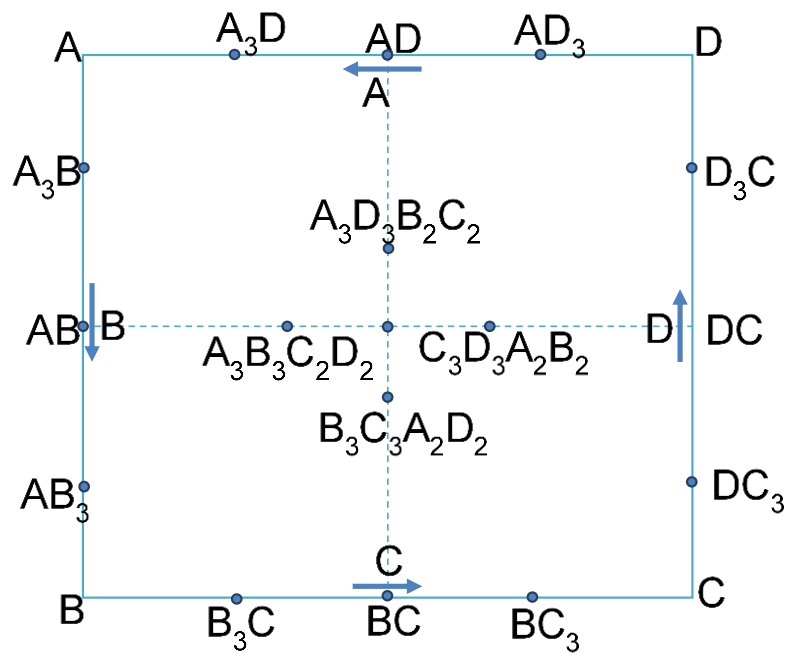 A A₃D AD AD₃ D
A
A₃B D₃C
A₃D₃B₂C₂
AB B D DC
A₃B₃C₂D₂ C₃D₃A₂B₂
B₃C₃A₂D₂
AB₃ DC₃
C
B B₃C BC BC₃ C